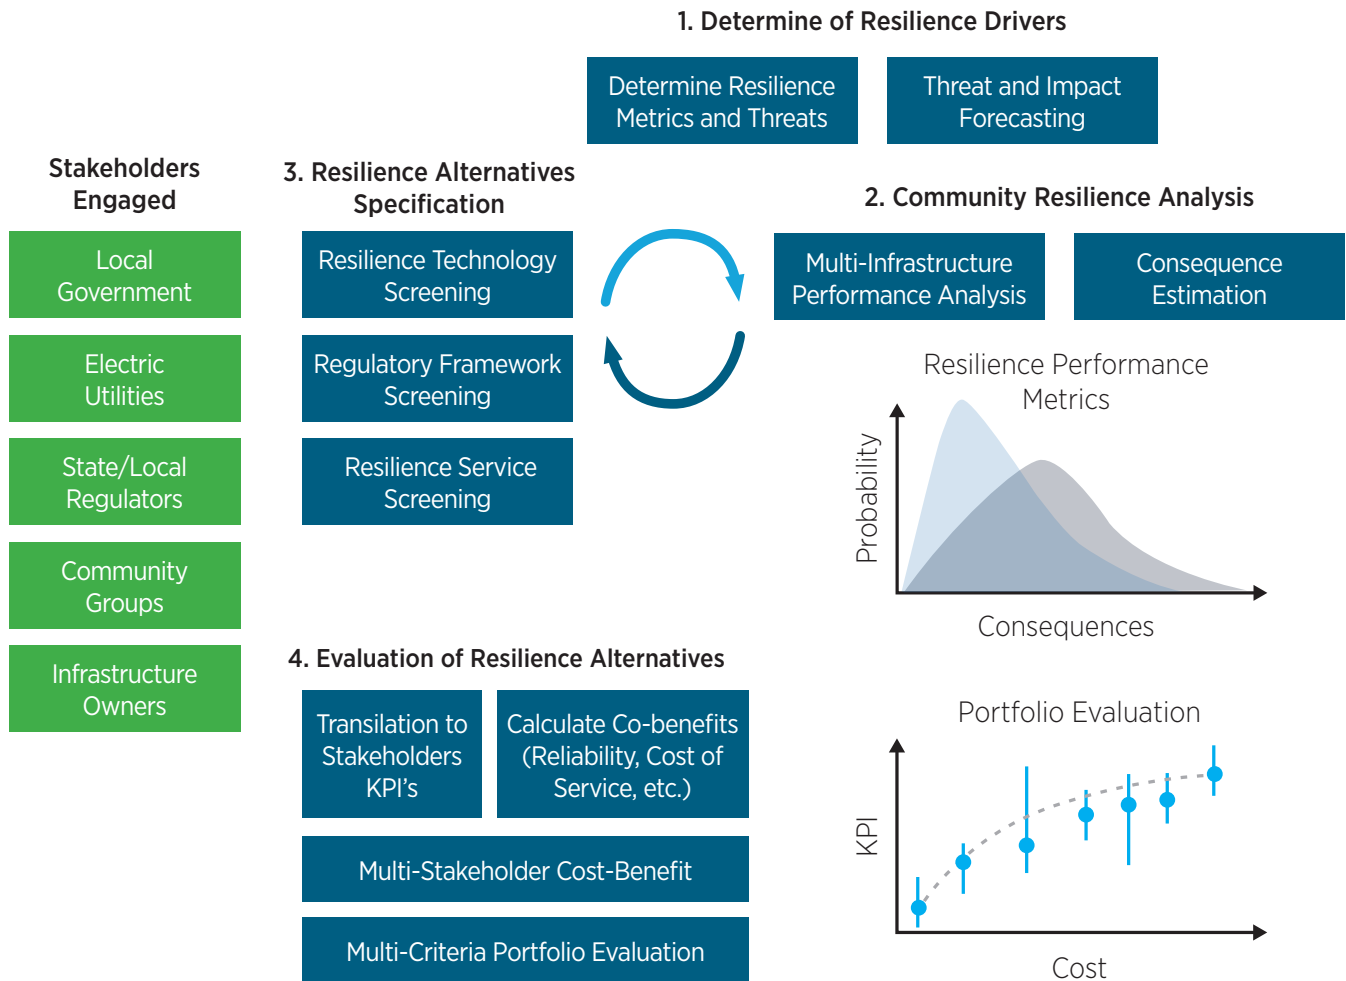 1. Determine of Resilience Drivers
Determine Resilience
Metrics and Threats
Threat and Impact
Forecasting
Stakeholders
Engaged
Local
Government
Electric
Utilities
State/Local
Regulators
Community
Groups
Infrastructure
Owners
3. Resilience Alternatives
Specification
Resilience Technology
Screening
Regulatory Framework
Screening
Resilience Service
Screening
2. Community Resilience Analysis
Multi-Infrastructure
Performance Analysis
Consequence
Estimation
Resilience Performance
Metrics
Probability
Consequences
4. Evaluation of Resilience Alternatives
Transilation to
Stakeholders
KPI's
Calculate Co-benefits
(Reliability, Cost of
Service, etc.)
Multi-Stakeholder Cost-Benefit
Multi-Criteria Portfolio Evaluation
Portfolio Evaluation
KPI
Cost